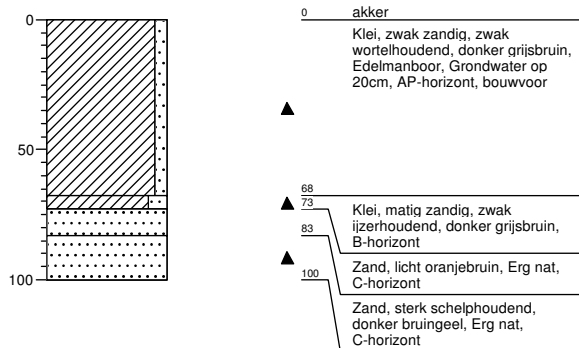 0
50
100
0 akker
Klei, zwak zandig, zwak
wortelhoudend, donker grijsbruin,
Edelmanboor, Grondwater op
20cm, AP-horizont, bouwvoor
68
73
Klei, matig zandig, zwak
ijzerhoudend, donker grijsbruin,
B-horizont
83
Zand, licht oranjebruin, Erg nat,
C-horizont
100
Zand, sterk schelphoudend,
donker bruingeel, Erg nat,
C-horizont